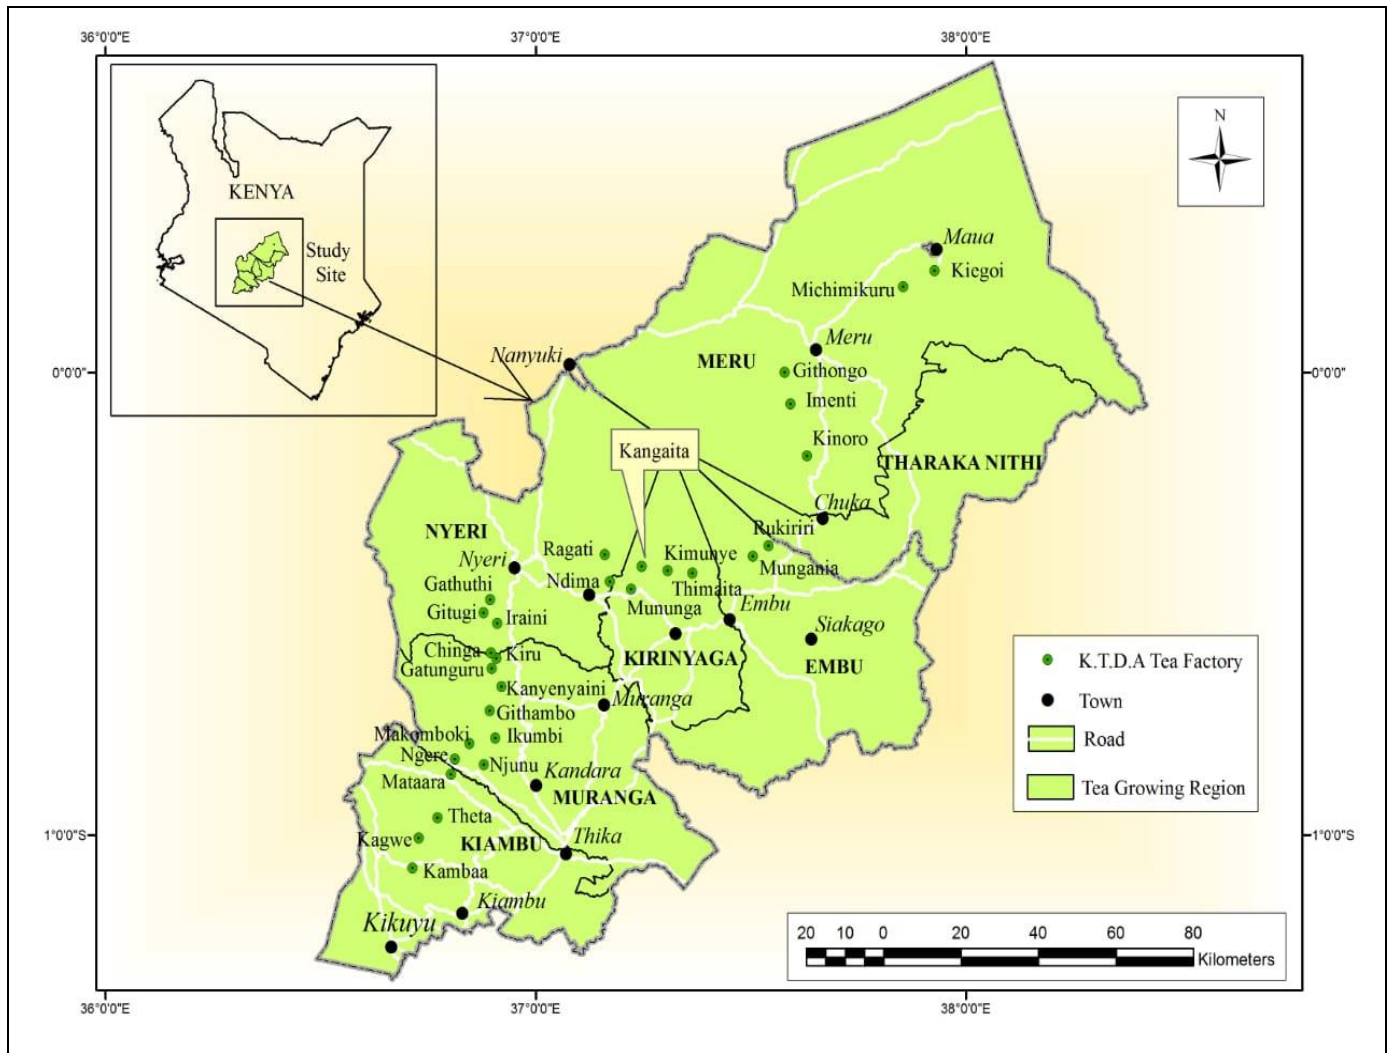 36°0'0"E
37°0'0"E
38°0'0"E
N
KENYA
Study
Site
Maua
Kiegoi
Michimikuru
Meru
Nanyuki
MERU
0°0'0"
0°0'0"
Githongo
Imenti
Kinoro
Kangaita
THARAKA NITHI
Chuka
NYERI
Rukiriri
Ragati
Kimunye
Nyeri
Mungania
Ndima
Thimaita
Gathuthi
Mununga
Embu
Gitugi
Iraini
Siakago
Chinga
Kiru
KIRINYAGA
EMBU
Gatunguru
K.T.D.A Tea Factory
Kanyenyaini
Muranga
Town
Githambo
Makomboki
Ikumbi
Road
Ngere
Njunu
Kandara
Mataara
MURANGA
Tea Growing Region
Theta
Kagwe
KIAMBU
Thika
1°0'0"S
1°0'0"S
Kambaa
Kiambu
Kikuyu
20 10 0 20 40 60 80
Kilometers
36°0'0"E
37°0'0"E
38°0'0"E